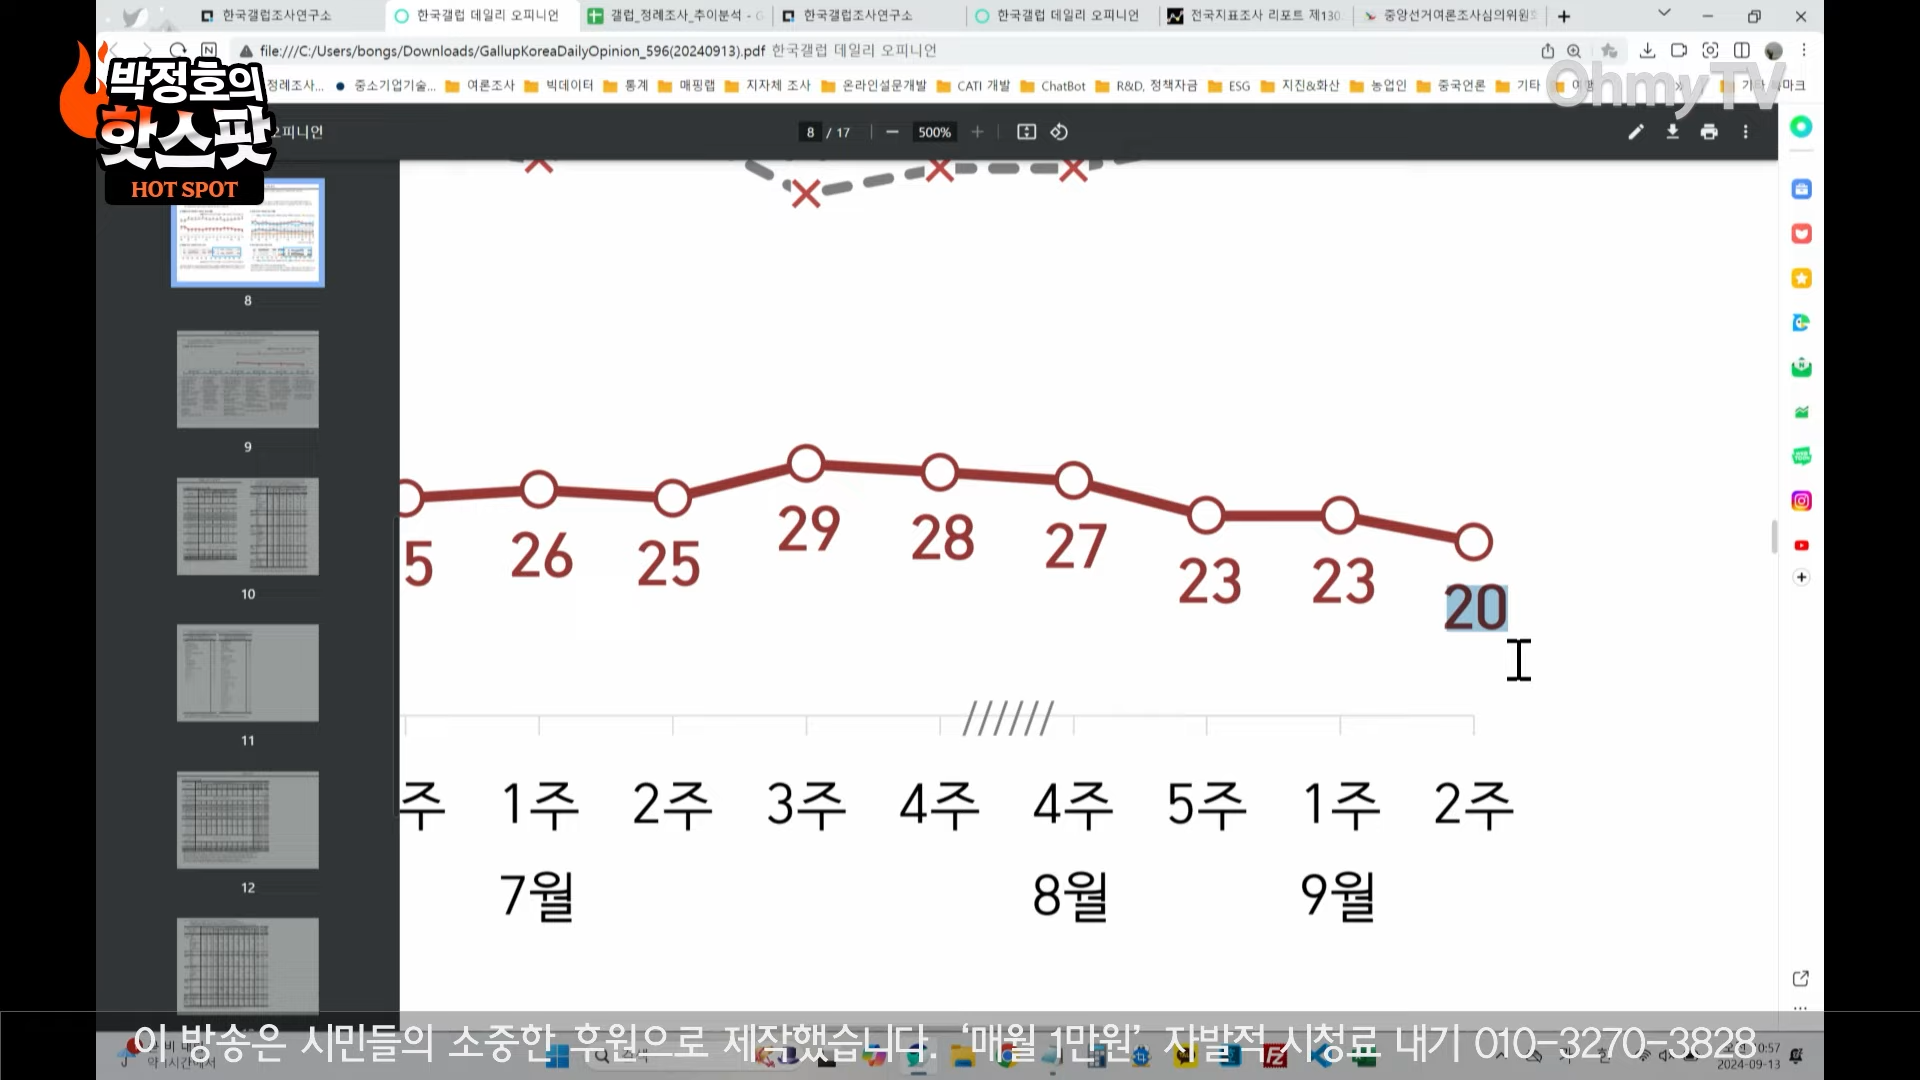 한국갤럽조사연구소
한국갤럽 데일리 오피니언
갤럽_정례조사_추이분석 - G
한국갤럽조사연구소
한국갤럽 데일리 오피니언
전국지표조사 리포트 제130
중앙선거여론조사심의위원회
file:///C:/Users/bongs/Downloads/GallupKoreaDailyOpinion_596(20240913).pdf 한국갤럽 데일리 오피니언
정례조사... 중소기업기술... 여론조사 빅데이터 통계 매핑랩 지자체 조사 온라인설문개발 CATI 개발 ChatBot R&D, 정책자금 ESG 지진&화산 농업인 중국언론 기타
OhmyTV
박정호의
핫스팟
HOT SPOT
오피니언
8 / 17
500%
8
9
10
11
12
5 26 25 29 28 27 23 23 20
주 1주 2주 3주 4주 4주 5주 1주 2주
7월 8월 9월
이 방송은 시민들의 소중한 후원으로 제작했습니다. ‘매월 1만원’ 자발적 시청료 내기 010-3270-3828
2024-09-13